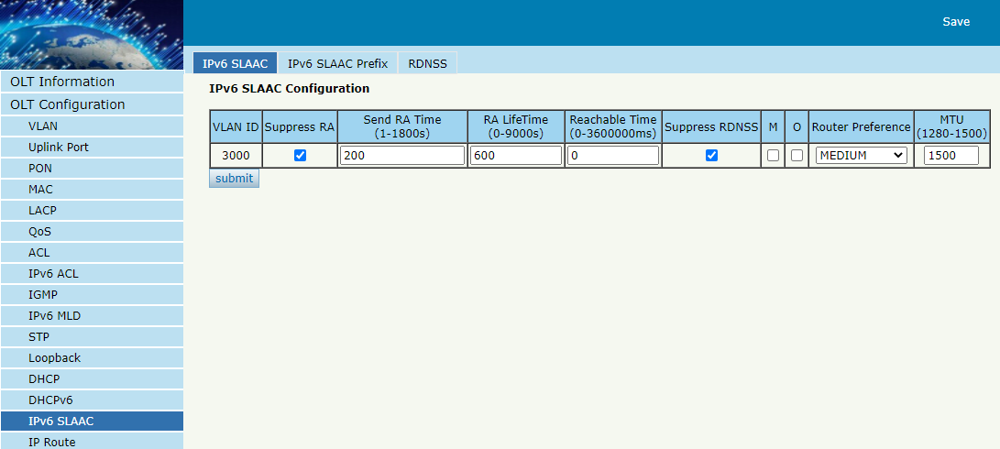 Save
IPv6 SLAAC IPv6 SLAAC Prefix RDNSS
IPv6 SLAAC Configuration
VLAN ID Suppress RA Send RA Time (1-1800s) RA LifeTime (0-9000s) Reachable Time (0-3600000ms) Suppress RDNSS M O Router Preference MTU (1280-1500)
3000 200 600 0 MEDIUM 1500
submit
OLT Information
OLT Configuration
VLAN
Uplink Port
PON
MAC
LACP
QoS
ACL
IPv6 ACL
IGMP
IPv6 MLD
STP
Loopback
DHCP
DHCPv6
IPv6 SLAAC
IP Route